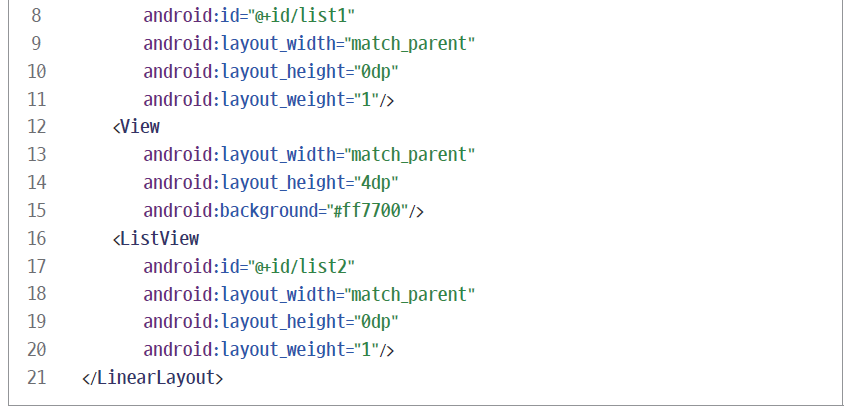 8 android:id="@+id/list1"
9 android:layout_width="match_parent"
10 android:layout_height="0dp"
11 android:layout_weight="1"/>
12 <View
13 android:layout_width="match_parent"
14 android:layout_height="4dp"
15 android:background="#ff7700"/>
16 <ListView
17 android:id="@+id/list2"
18 android:layout_width="match_parent"
19 android:layout_height="0dp"
20 android:layout_weight="1"/>
21 </LinearLayout>